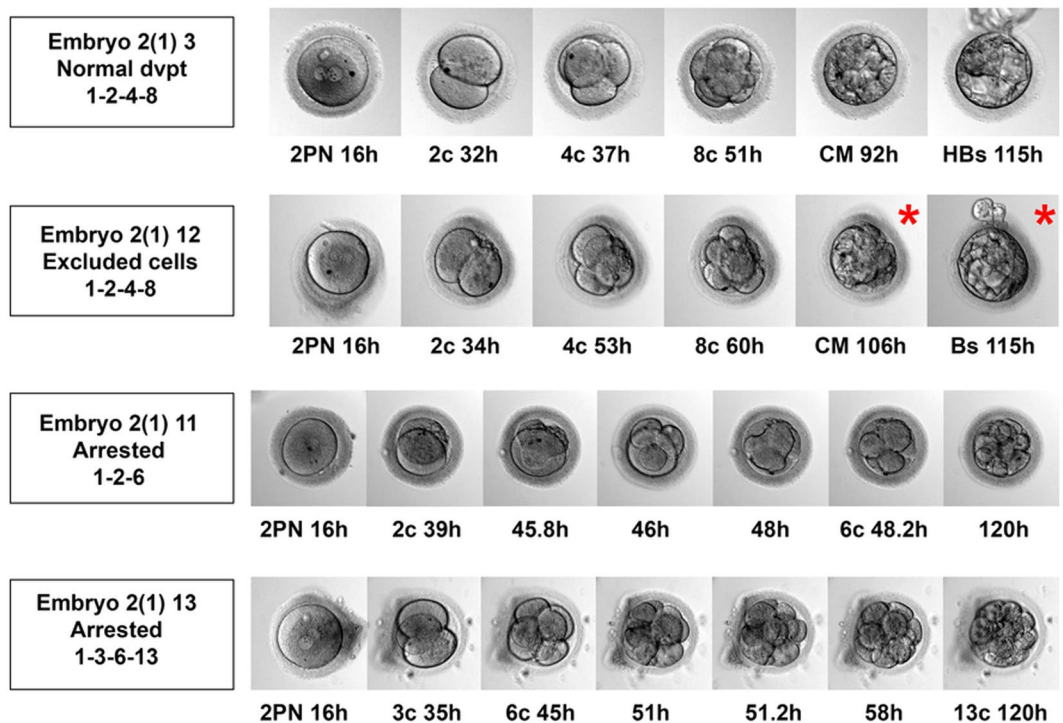 Embryo 2(1) 3
Normal dvpt
1-2-4-8
2PN 16h 2c 32h 4c 37h 8c 51h CM 92h HBs 115h
Embryo 2(1) 12
Excluded cells
1-2-4-8
* *
2PN 16h 2c 34h 4c 53h 8c 60h CM 106h Bs 115h
Embryo 2(1) 11
Arrested
1-2-6
2PN 16h 2c 39h 45.8h 46h 48h 6c 48.2h 120h
Embryo 2(1) 13
Arrested
1-3-6-13
2PN 16h 3c 35h 6c 45h 51h 51.2h 58h 13c 120h